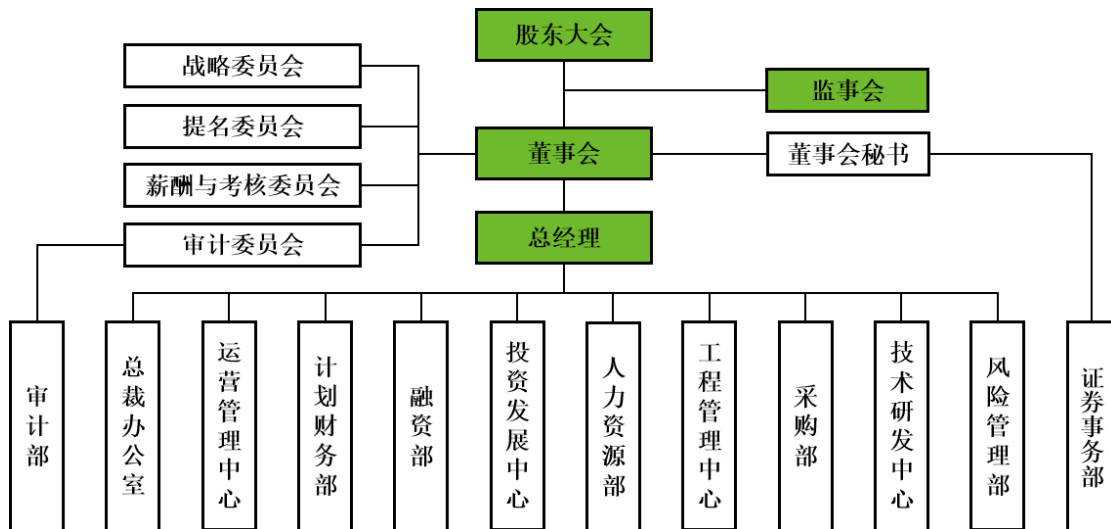 股东大会
战略委员会
监事会
提名委员会
董事会
董事会秘书
薪酬与考核委员会
总经理
审计委员会
审计部
总裁办公室
运营管理中心
计划财务部
融资部
投资发展中心
人力资源部
工程管理中心
采购部
技术研发中心
风险管理部
证券事务部